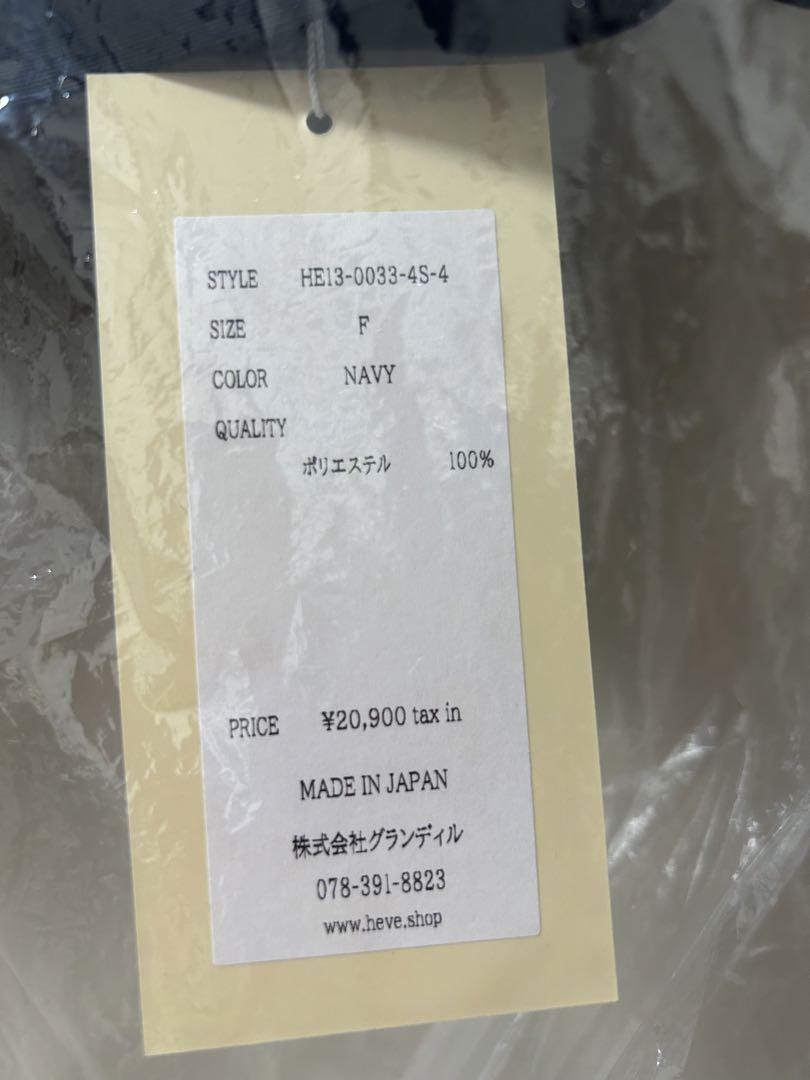 STYLE HE13-0033-4S-4
SIZE F
COLOR NAVY
QUALITY
ポリエステル 100%
PRICE ¥20,900 tax in
MADE IN JAPAN
株式会社グランディル
078-391-8823
www.heve.shop